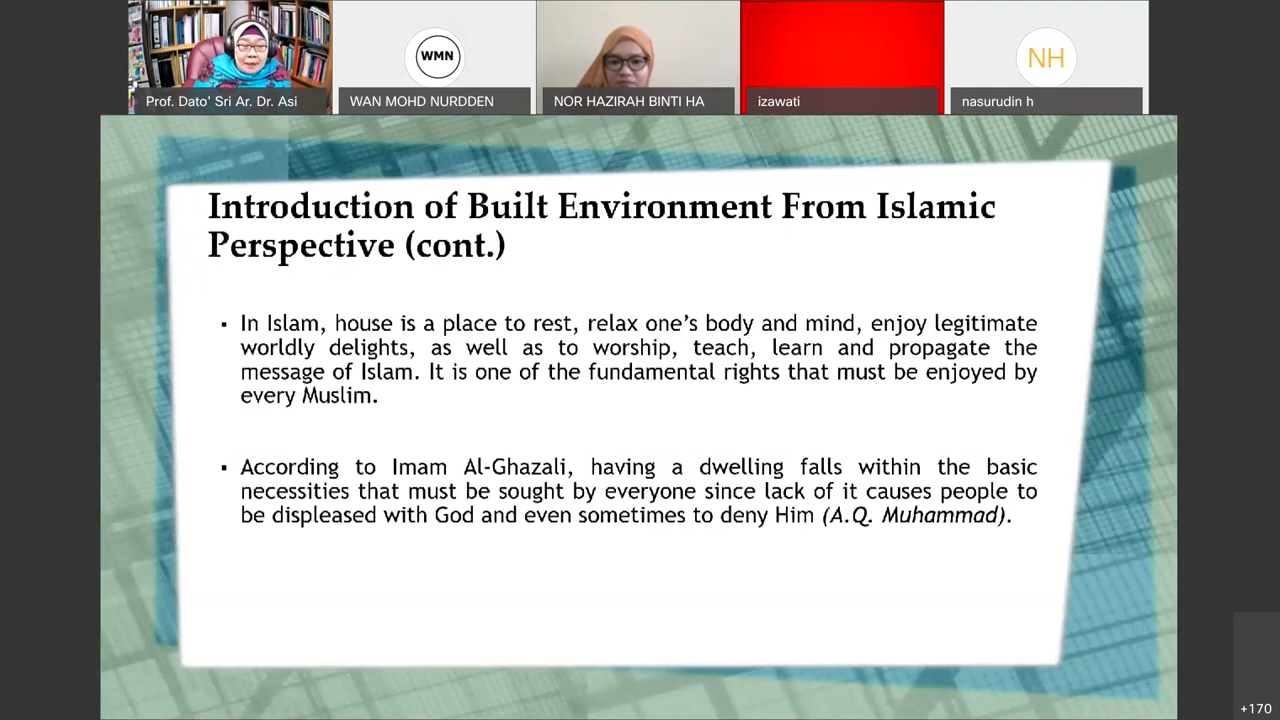 WMN
NH
Prof. Dato' Sri Ar. Dr. Asi
WAN MOHD NURDDEN
NOR HAZIRAH BINTI HA
izawati
nasurudin h
Introduction of Built Environment From Islamic
Perspective (cont.)
▪ In Islam, house is a place to rest, relax one’s body and mind, enjoy legitimate
worldly delights, as well as to worship, teach, learn and propagate the
message of Islam. It is one of the fundamental rights that must be enjoyed by
every Muslim.
▪ According to Imam Al-Ghazali, having a dwelling falls within the basic
necessities that must be sought by everyone since lack of it causes people to
be displeased with God and even sometimes to deny Him (A.Q. Muhammad).
+170